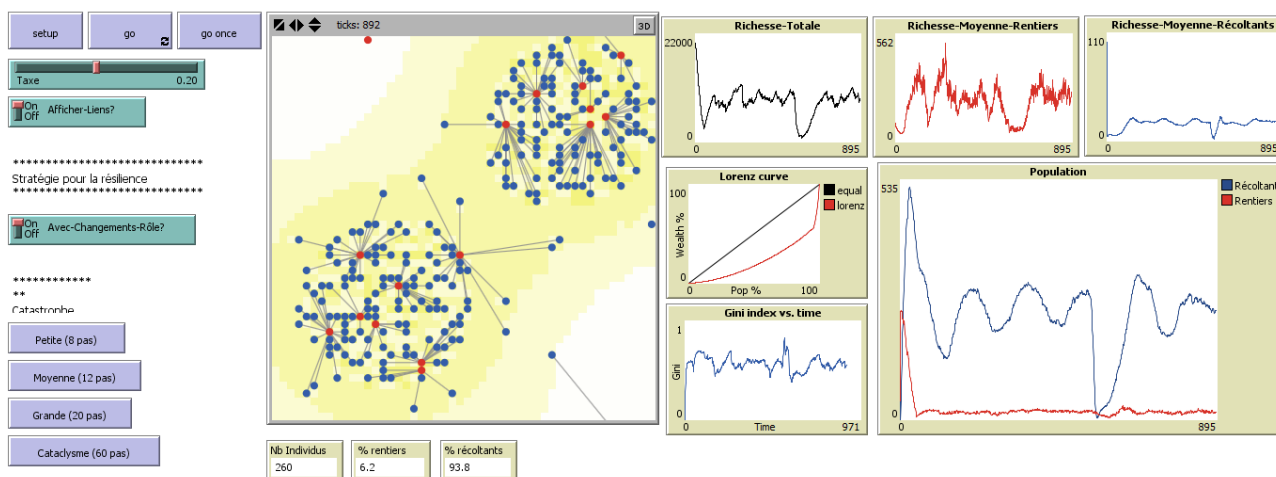 setup
go
go once
Taxe
0.20
On
Off
Afficher-Liens?
****************************
Stratégie pour la résilience
****************************
On
Off
Avec-Changements-Rôle?
************
**
Catastrophe
Petite (8 pas)
Moyenne (12 pas)
Grande (20 pas)
Cataclysme (60 pas)
ticks: 892
3D
Nb Individus
260
% rentiers
6.2
% récoltants
93.8
Richesse-Totale
22000
0
0
895
Richesse-Moyenne-Rentiers
562
0
0
895
Richesse-Moyenne-Récoltants
110
0
0
895
Lorenz curve
100
Wealth %
0
0
Pop %
100
equal
lorenz
Gini index vs. time
1
Gini
0
0
Time
971
Population
535
0
0
895
Récoltant
Rentiers